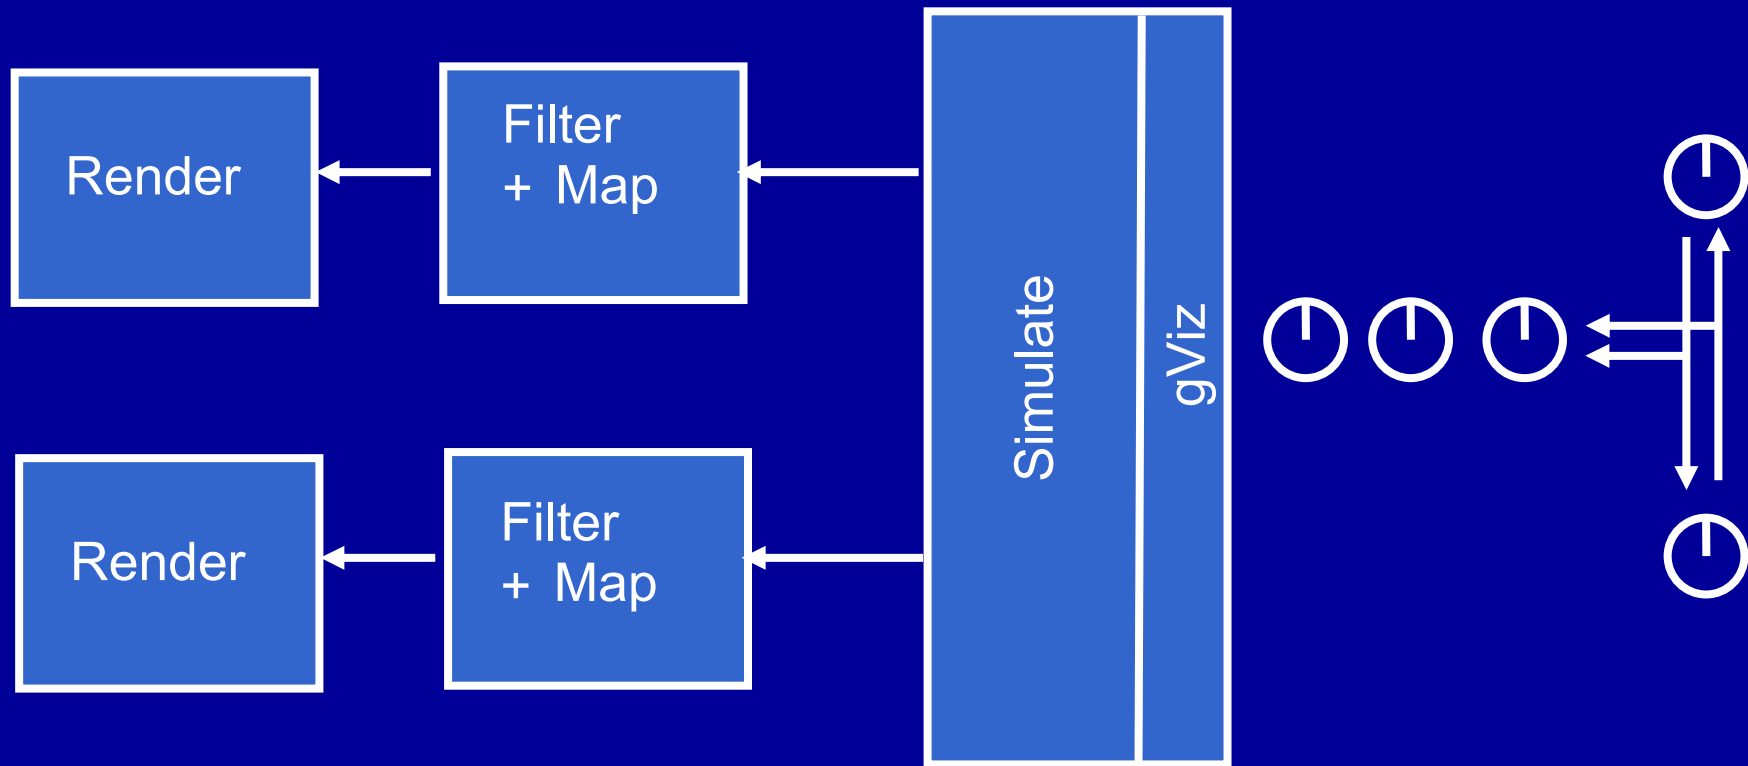 Render
Filter
+ Map
Simulate
gViz
Render
Filter
+ Map